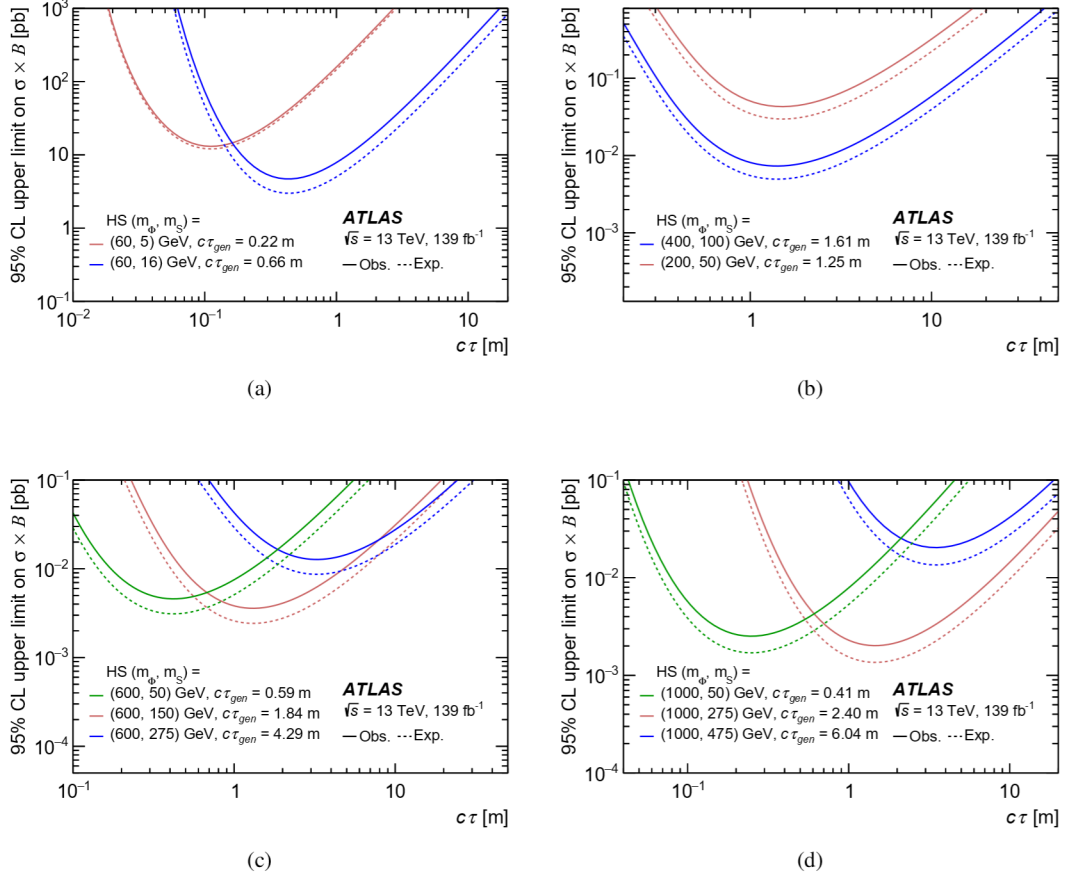 95% CL upper limit on σ × B [pb]
10³
10²
10
1
10⁻¹
HS (m_Φ, m_S) =
(60, 5) GeV, cτ_gen = 0.22 m
(60, 16) GeV, cτ_gen = 0.66 m
ATLAS
√s = 13 TeV, 139 fb⁻¹
Obs. Exp.
10⁻² 10⁻¹ 1 10
cτ [m]
(a)
95% CL upper limit on σ × B [pb]
10⁻¹
10⁻²
10⁻³
HS (m_Φ, m_S) =
(400, 100) GeV, cτ_gen = 1.61 m
(200, 50) GeV, cτ_gen = 1.25 m
ATLAS
√s = 13 TeV, 139 fb⁻¹
Obs. Exp.
1 10
cτ [m]
(b)
95% CL upper limit on σ × B [pb]
10⁻¹
10⁻²
10⁻³
10⁻⁴
HS (m_Φ, m_S) =
(600, 50) GeV, cτ_gen = 0.59 m
(600, 150) GeV, cτ_gen = 1.84 m
(600, 275) GeV, cτ_gen = 4.29 m
ATLAS
√s = 13 TeV, 139 fb⁻¹
Obs. Exp.
10⁻¹ 1 10
cτ [m]
(c)
95% CL upper limit on σ × B [pb]
10⁻¹
10⁻²
10⁻³
10⁻⁴
HS (m_Φ, m_S) =
(1000, 50) GeV, cτ_gen = 0.41 m
(1000, 275) GeV, cτ_gen = 2.40 m
(1000, 475) GeV, cτ_gen = 6.04 m
ATLAS
√s = 13 TeV, 139 fb⁻¹
Obs. Exp.
10⁻¹ 1 10
cτ [m]
(d)